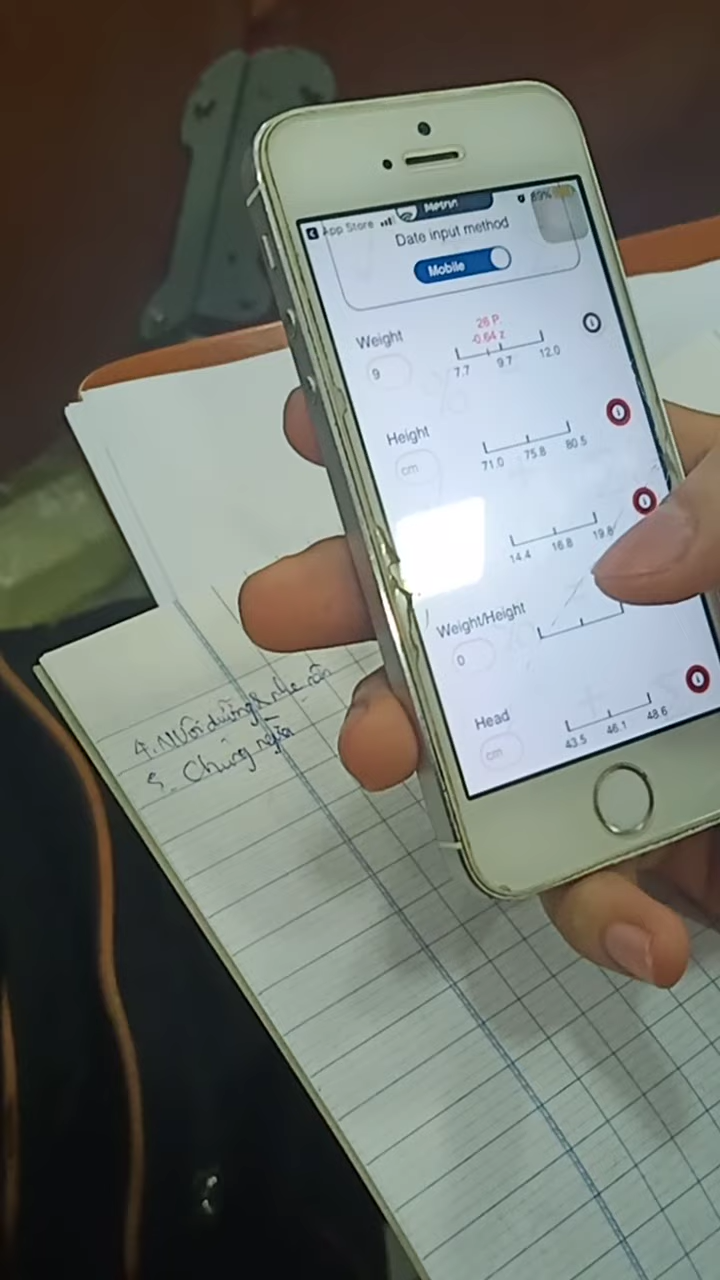 App Store
89%
Metric
Date input method
Mobile
Weight
26 P.
-0.64 z
9
7.7 9.7 12.0
Height
cm
71.0 75.8 80.5
14.4 16.8 19.8
Weight/Height
0
Head
cm
43.5 46.1 48.6
4. Nuôi dưỡng &
5. Chủng ngừa